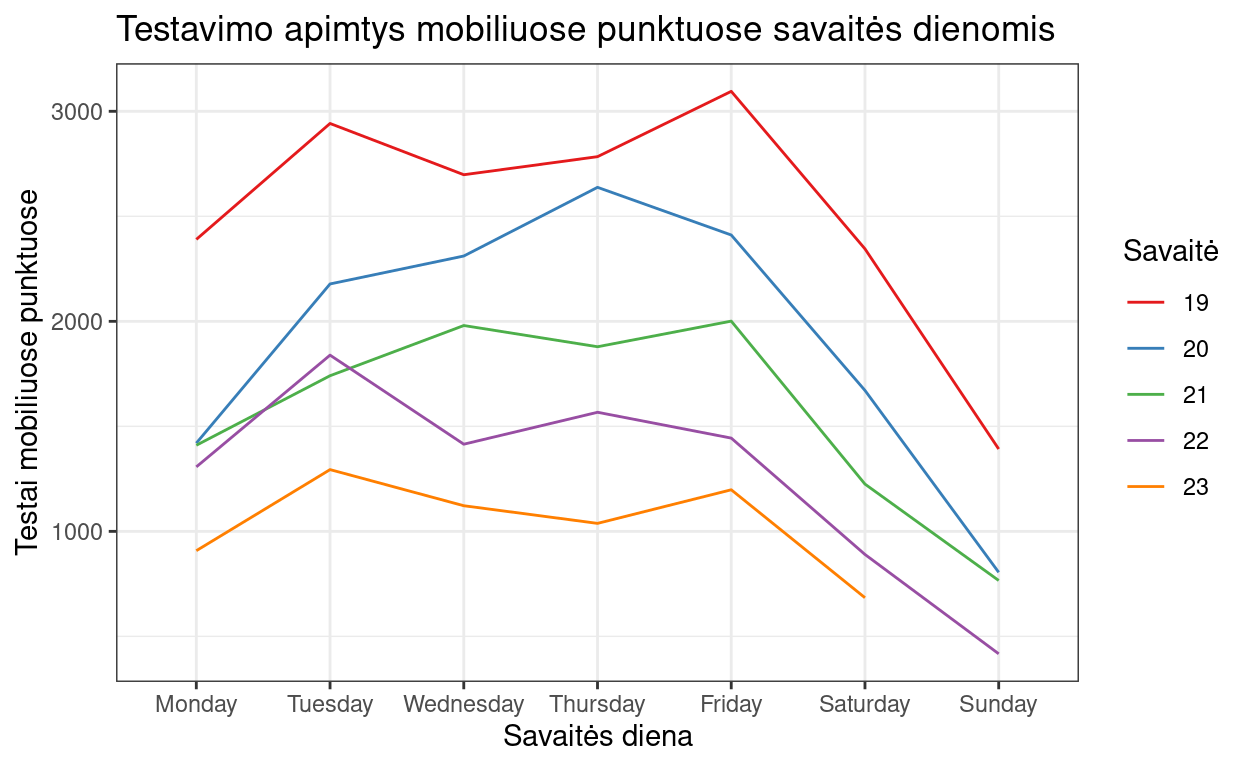 Testavimo apimtys mobiliuose punktuose savaitės dienomis
Testai mobiliuose punktuose
3000
2000
1000
Monday Tuesday Wednesday Thursday Friday Saturday Sunday
Savaitės diena
Savaitė
19
20
21
22
23